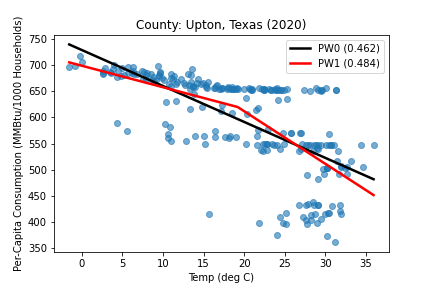 County: Upton, Texas (2020)
Per-Capita Consumption (MMBtu/1000 Households)
750
700
650
600
550
500
450
400
350
PW0 (0.462)
PW1 (0.484)
0 5 10 15 20 25 30 35
Temp (deg C)